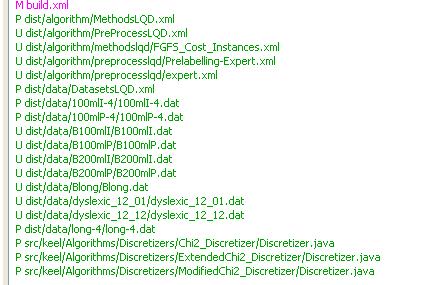 M build.xml
P dist/algorithm/MethodsLQD.xml
U dist/algorithm/PreProcessLQD.xml
U dist/algorithm/methodslqd/FGFS_Cost_Instances.xml
U dist/algorithm/preprocesslqd/Prelabelling-Expert.xml
U dist/algorithm/preprocesslqd/expert.xml
P dist/data/DatasetsLQD.xml
P dist/data/100mlI-4/100mlI-4.dat
P dist/data/100mlP-4/100mlP-4.dat
U dist/data/B100mlI/B100mlI.dat
U dist/data/B100mlP/B100mlP.dat
U dist/data/B200mlI/B200mlI.dat
U dist/data/B200mlP/B200mlP.dat
U dist/data/Blong/Blong.dat
U dist/data/dyslexic_12_01/dyslexic_12_01.dat
U dist/data/dyslexic_12_12/dyslexic_12_12.dat
P dist/data/long-4/long-4.dat
P src/keel/Algorithms/Discretizers/Chi2_Discretizer/Discretizer.java
P src/keel/Algorithms/Discretizers/ExtendedChi2_Discretizer/Discretizer.java
P src/keel/Algorithms/Discretizers/ModifiedChi2_Discretizer/Discretizer.java